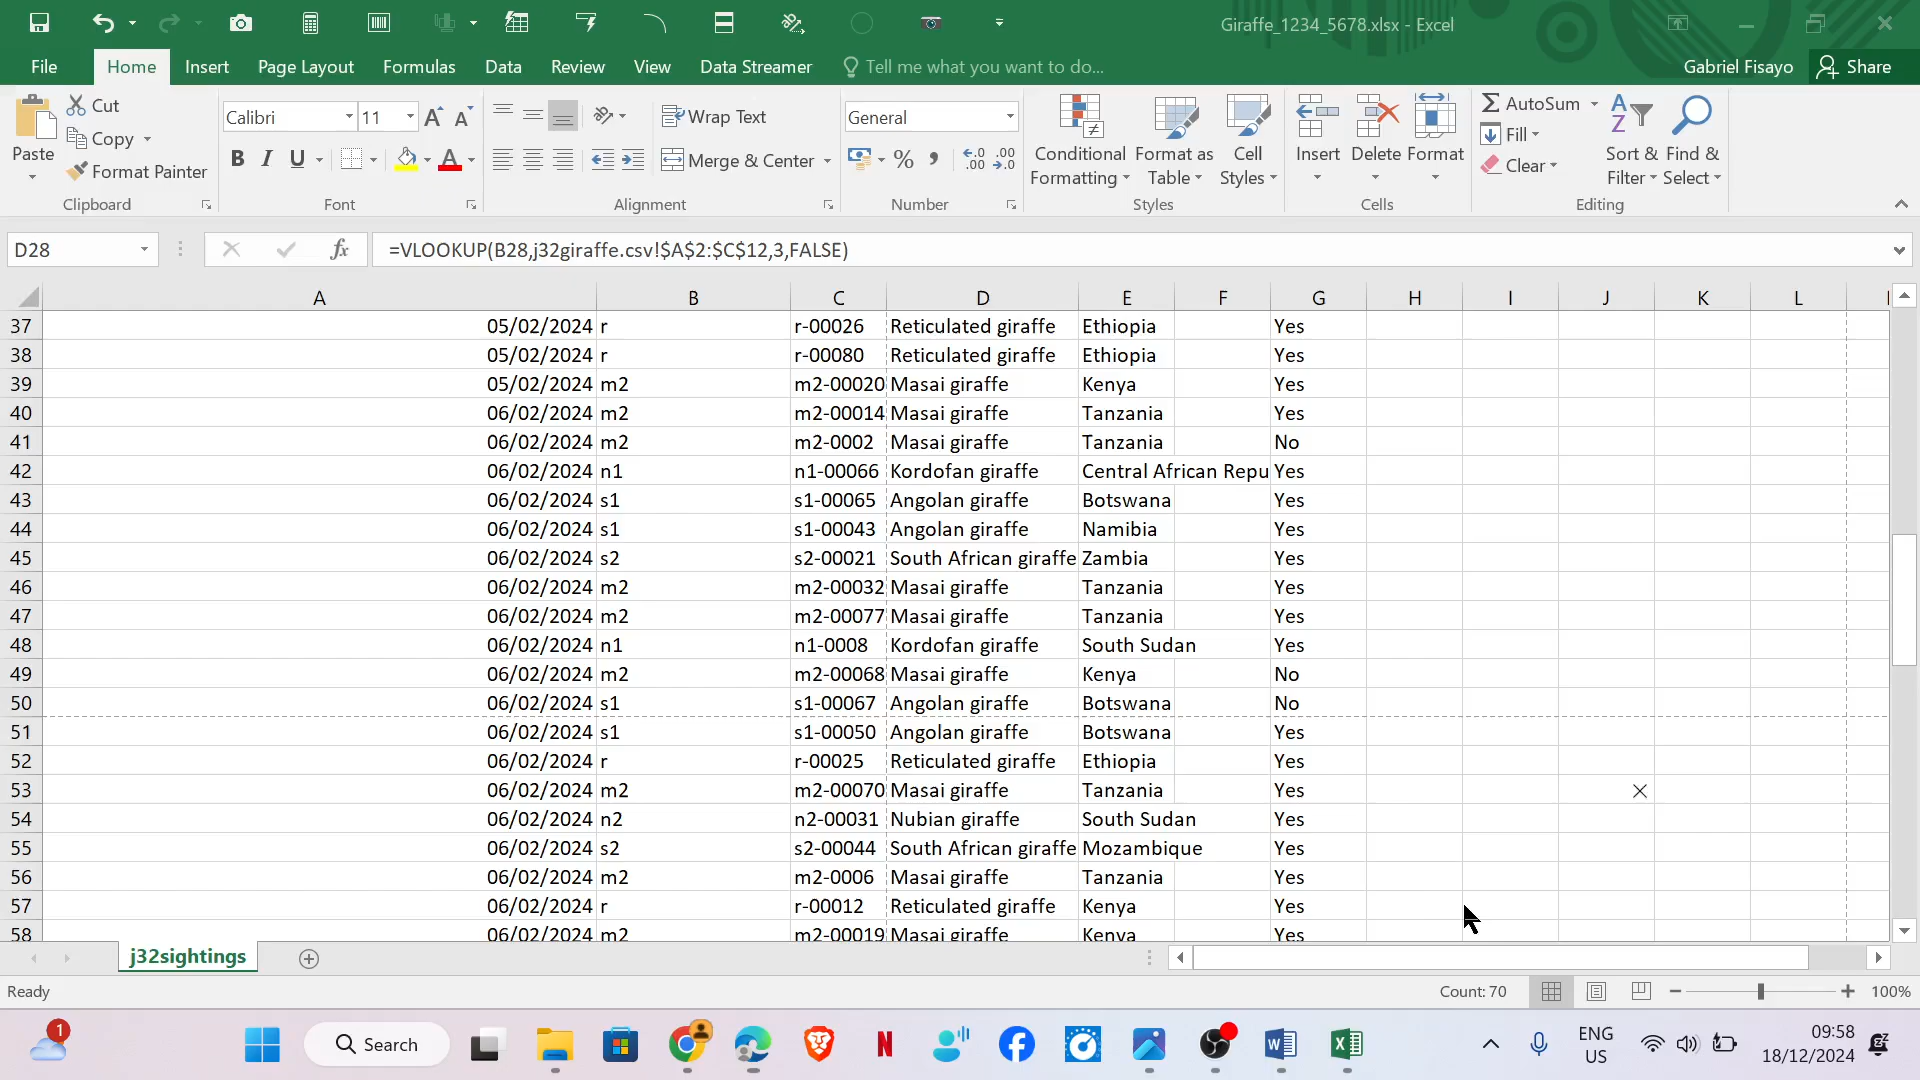 Giraffe_1234_5678.xlsx - Excel
File Home Insert Page Layout Formulas Data Review View Data Streamer Tell me what you want to do... Gabriel Fisayo Share
Paste
Cut
Copy
Format Painter
Clipboard
Calibri 11
B I U
Font
Wrap Text
Merge & Center
Alignment
General
Number
Conditional Formatting
Format as Table
Cell Styles
Styles
Insert Delete Format
Cells
AutoSum
Fill
Clear
Sort & Filter
Find & Select
Editing
D28 fx =VLOOKUP(B28,j32giraffe.csv!$A$2:$C$12,3,FALSE)
A B C D E F G H I J K L
37 05/02/2024 r r-00026 Reticulated giraffe Ethiopia Yes
38 05/02/2024 r r-00080 Reticulated giraffe Ethiopia Yes
39 05/02/2024 m2 m2-00020 Masai giraffe Kenya Yes
40 06/02/2024 m2 m2-00014 Masai giraffe Tanzania Yes
41 06/02/2024 m2 m2-0002 Masai giraffe Tanzania No
42 06/02/2024 n1 n1-00066 Kordofan giraffe Central African Repu Yes
43 06/02/2024 s1 s1-00065 Angolan giraffe Botswana Yes
44 06/02/2024 s1 s1-00043 Angolan giraffe Namibia Yes
45 06/02/2024 s2 s2-00021 South African giraffe Zambia Yes
46 06/02/2024 m2 m2-00032 Masai giraffe Tanzania Yes
47 06/02/2024 m2 m2-00077 Masai giraffe Tanzania Yes
48 06/02/2024 n1 n1-0008 Kordofan giraffe South Sudan Yes
49 06/02/2024 m2 m2-00068 Masai giraffe Kenya No
50 06/02/2024 s1 s1-00067 Angolan giraffe Botswana No
51 06/02/2024 s1 s1-00050 Angolan giraffe Botswana Yes
52 06/02/2024 r r-00025 Reticulated giraffe Ethiopia Yes
53 06/02/2024 m2 m2-00070 Masai giraffe Tanzania Yes
54 06/02/2024 n2 n2-00031 Nubian giraffe South Sudan Yes
55 06/02/2024 s2 s2-00044 South African giraffe Mozambique Yes
56 06/02/2024 m2 m2-0006 Masai giraffe Tanzania Yes
57 06/02/2024 r r-00012 Reticulated giraffe Kenya Yes
58 06/02/2024 m2 m2-00019 Masai giraffe Kenya Yes
j32sightings
Ready Count: 70 100%
1 Search ENG US 09:58 18/12/2024